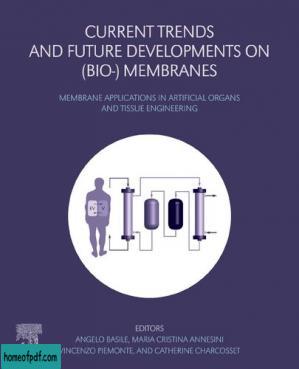 CURRENT TRENDS
AND FUTURE DEVELOPMENTS ON
(BIO-) MEMBRANES
MEMBRANE APPLICATIONS IN ARTIFICIAL ORGANS
AND TISSUE ENGINEERING
EV
EDITORS
ANGELO BASILE, MARIA CRISTINA ANNESINI,
VINCENZO PIEMONTE, AND CATHERINE CHARCOSSET
homeofpdf.com